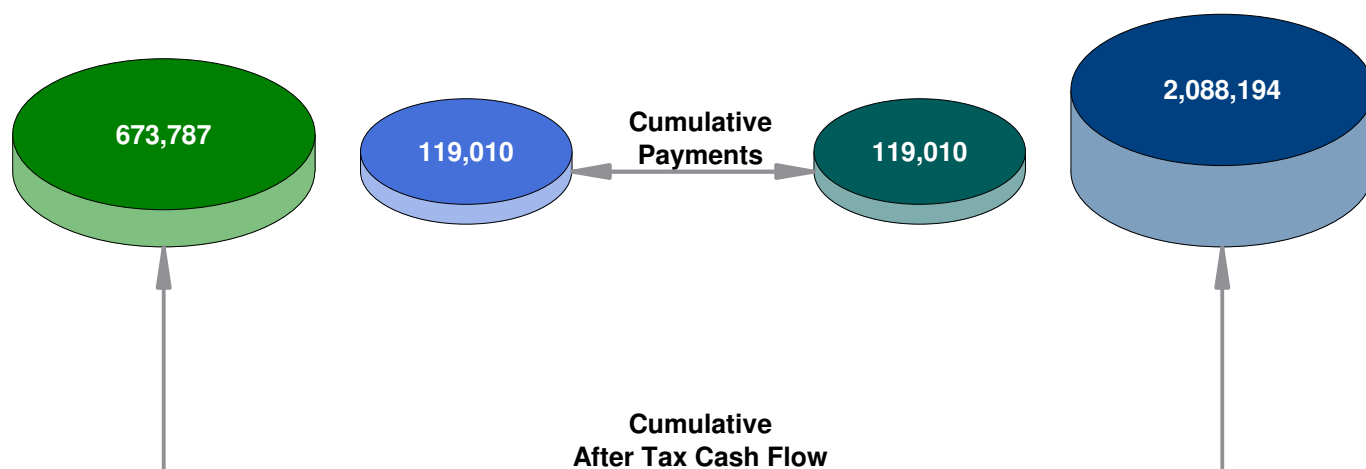 673,787
119,010
Cumulative
Payments
119,010
2,088,194
Cumulative
After Tax Cash Flow